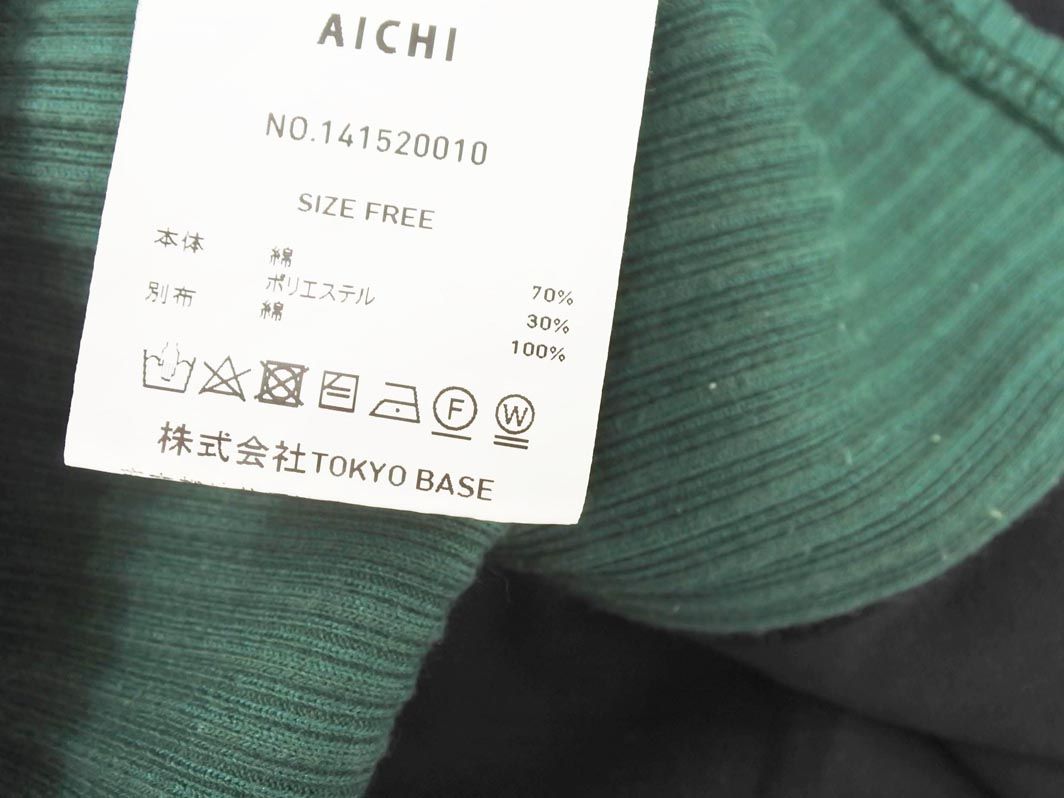 AICHI
NO.141520010
SIZE FREE
本体 綿 70%
ポリエステル 30%
別布 綿 100%
F W
株式会社TOKYO BASE